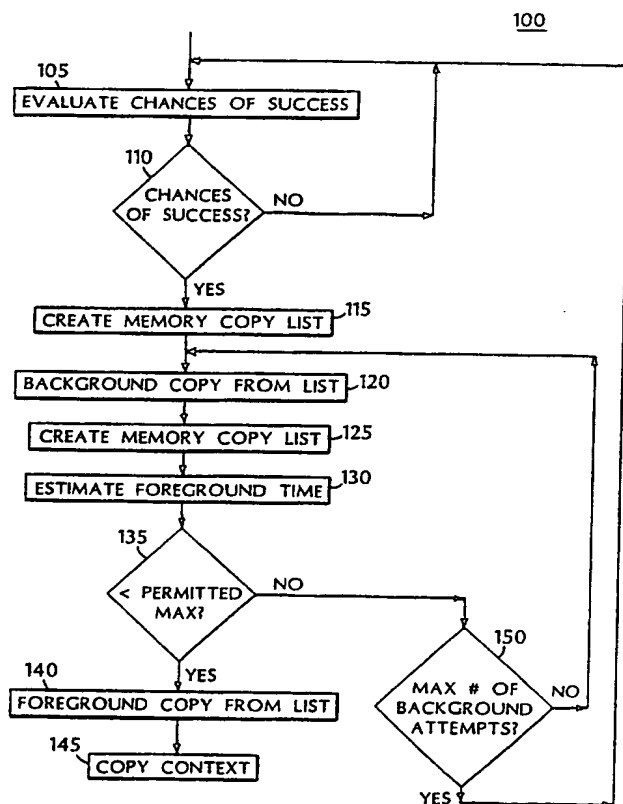 100
105
EVALUATE CHANCES OF SUCCESS
110
CHANCES
OF SUCCESS?
NO
YES
CREATE MEMORY COPY LIST
115
BACKGROUND COPY FROM LIST
120
CREATE MEMORY COPY LIST
125
ESTIMATE FOREGROUND TIME
130
135
< PERMITTED
MAX?
NO
YES
150
MAX # OF
BACKGROUND
ATTEMPTS?
NO
YES
140
FOREGROUND COPY FROM LIST
145
COPY CONTEXT